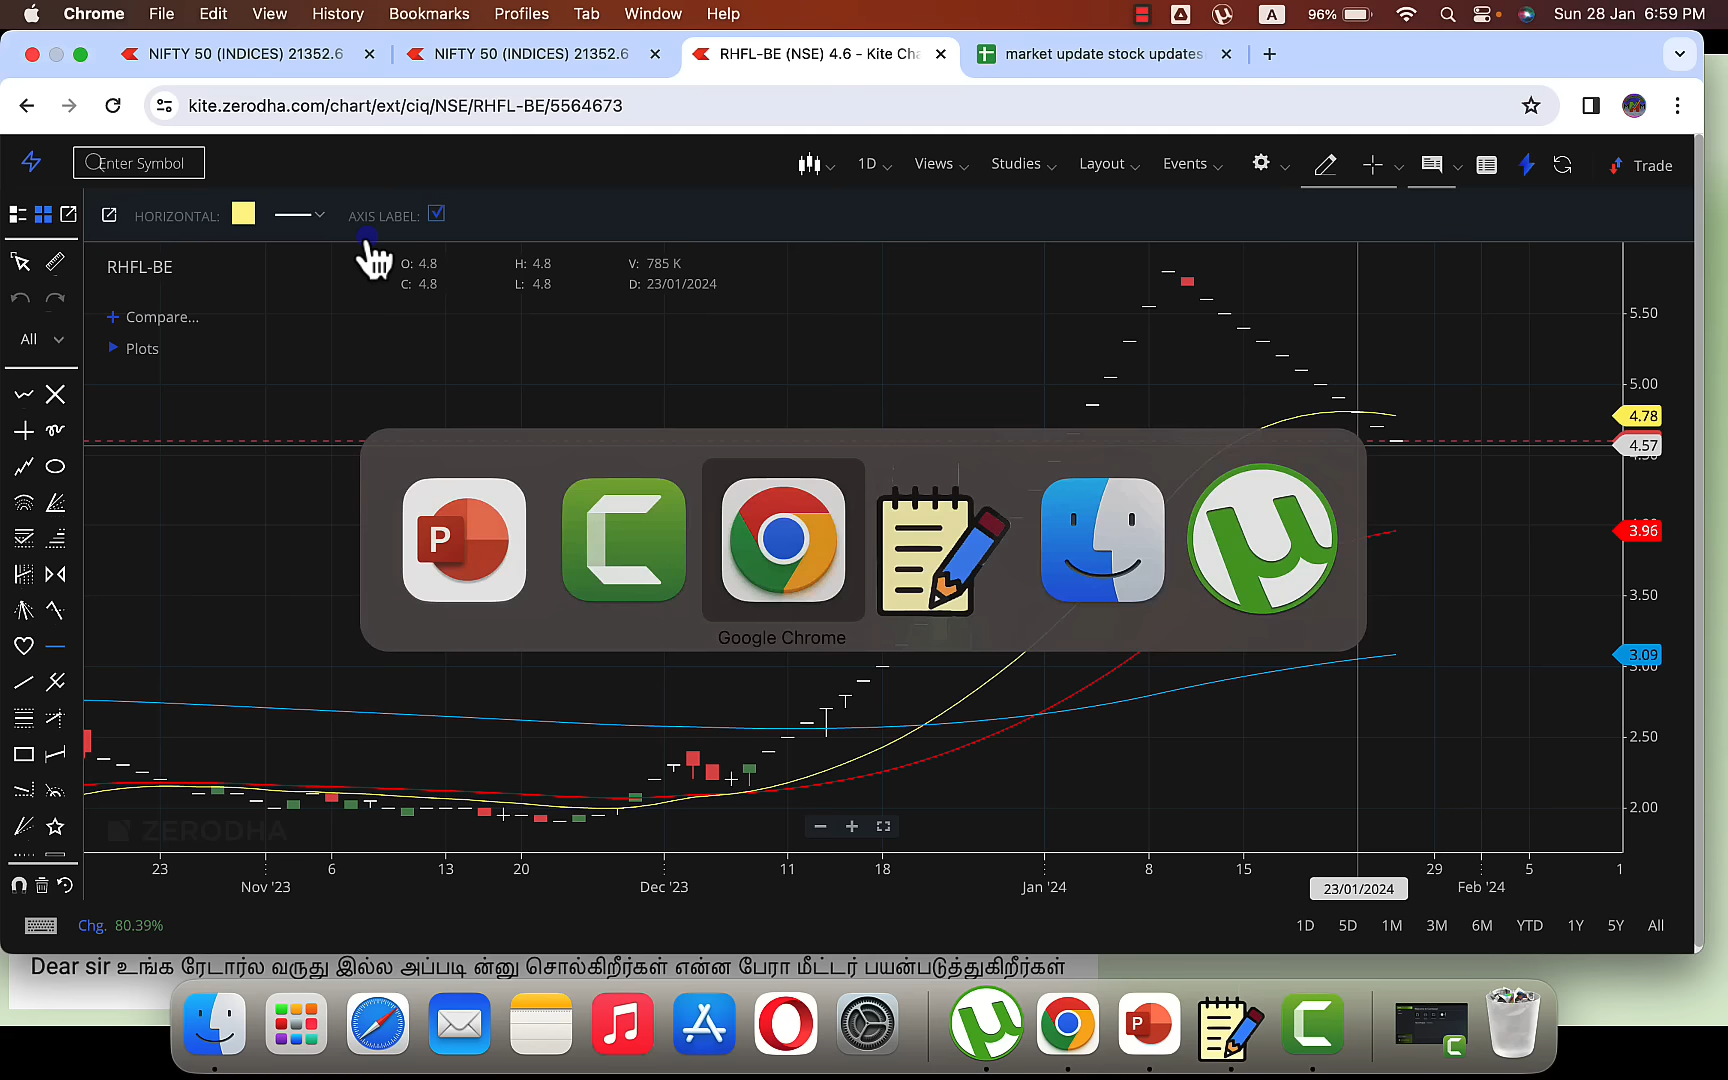 Chrome File Edit View History Bookmarks Profiles Tab Window Help A 96% Sun 28 Jan 6:59 PM
NIFTY 50 (INDICES) 21352.6 NIFTY 50 (INDICES) 21352.6 RHFL-BE (NSE) 4.6 - Kite Cha market update stock updates
kite.zerodha.com/chart/ext/ciq/NSE/RHFL-BE/5564673
Enter Symbol 1D Views Studies Layout Events Trade
HORIZONTAL: AXIS LABEL:
RHFL-BE O: 4.8 H: 4.8 V: 785 K
C: 4.8 L: 4.8 D: 23/01/2024
Compare...
Plots
All
5.50
5.00
4.78
4.57
3.96
3.50
3.09
3.00
2.50
2.00
P
Google Chrome
ZERODHA
23 6 13 20 11 18 8 15 29 5 1
Nov '23 Dec '23 Jan '24 23/01/2024 Feb '24
Chg. 80.39% 1D 5D 1M 3M 6M YTD 1Y 5Y All
Dear sir உங்க ரேடார்ல வருது இல்ல அப்படி ன்னு சொல்கிறீர்கள் என்ன பேரா மீட்டர் பயன்படுத்துகிறீர்கள்
P